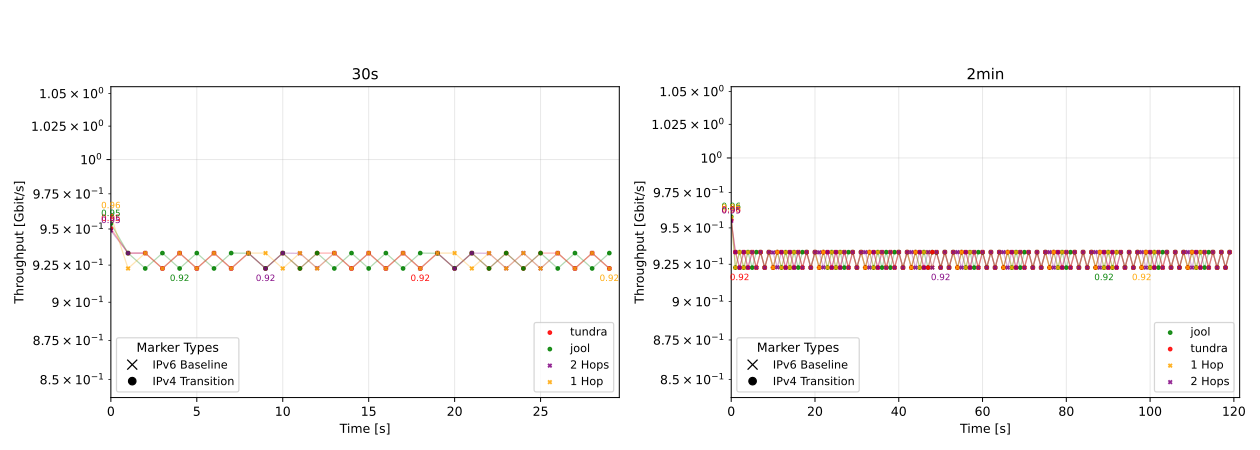 30s
1.05 × 10⁰
1.025 × 10⁰
10⁰
9.75 × 10⁻¹
9.5 × 10⁻¹
9.25 × 10⁻¹
9 × 10⁻¹
8.75 × 10⁻¹
8.5 × 10⁻¹
Throughput [Gbit/s]
0.96
0.95
0.95
0.92
0.92
0.92
0.92
Marker Types
IPv6 Baseline
IPv4 Transition
tundra
jool
2 Hops
1 Hop
0 5 10 15 20 25
Time [s]
2min
1.05 × 10⁰
1.025 × 10⁰
10⁰
9.75 × 10⁻¹
9.5 × 10⁻¹
9.25 × 10⁻¹
9 × 10⁻¹
8.75 × 10⁻¹
8.5 × 10⁻¹
Throughput [Gbit/s]
0.92
0.92
0.92
0.92
Marker Types
IPv6 Baseline
IPv4 Transition
jool
tundra
1 Hop
2 Hops
0 20 40 60 80 100 120
Time [s]